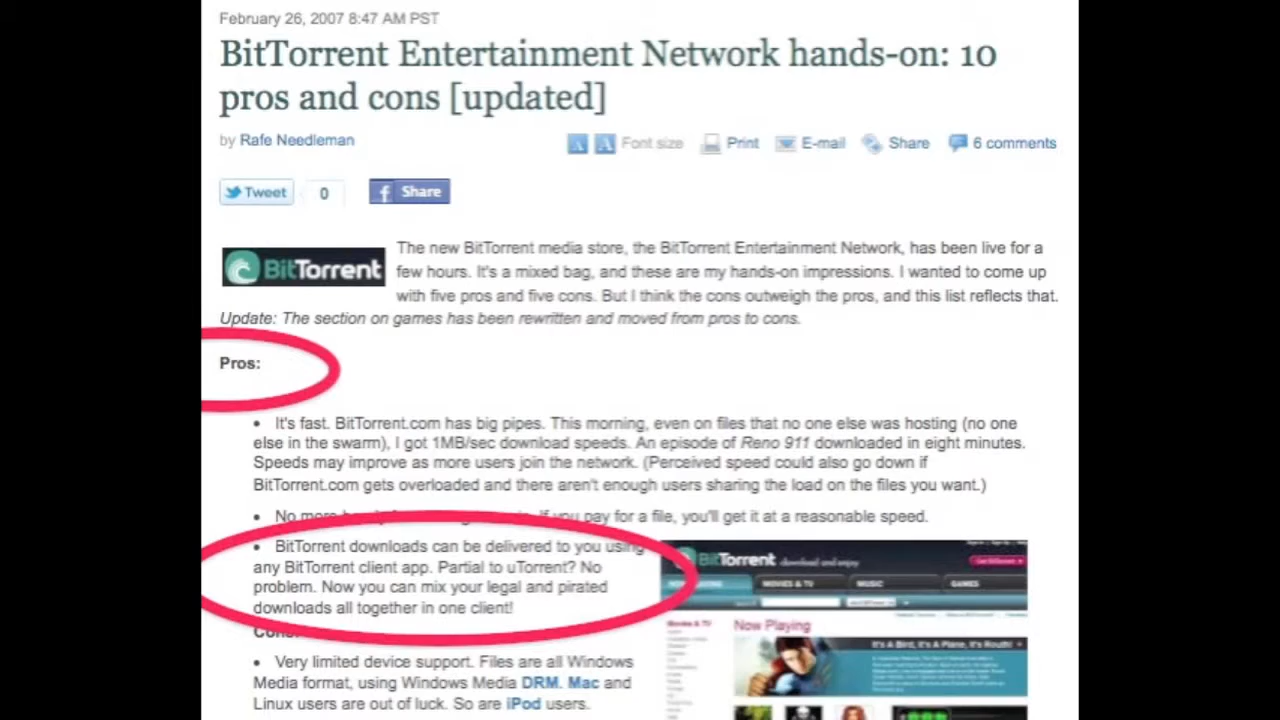 February 26, 2007 8:47 AM PST
BitTorrent Entertainment Network hands-on: 10
pros and cons [updated]
by Rafe Needleman
A A Font size Print E-mail Share 6 comments
Tweet 0 f Share
BitTorrent
The new BitTorrent media store, the BitTorrent Entertainment Network, has been live for a
few hours. It's a mixed bag, and these are my hands-on impressions. I wanted to come up
with five pros and five cons. But I think the cons outweigh the pros, and this list reflects that.
Update: The section on games has been rewritten and moved from pros to cons.
Pros:
• It's fast. BitTorrent.com has big pipes. This morning, even on files that no one else was hosting (no one
else in the swarm), I got 1MB/sec download speeds. An episode of Reno 911 downloaded in eight minutes.
Speeds may improve as more users join the network. (Perceived speed could also go down if
BitTorrent.com gets overloaded and there aren't enough users sharing the load on the files you want.)
• No more if you pay for a file, you'll get it at a reasonable speed.
• BitTorrent downloads can be delivered to you using
any BitTorrent client app. Partial to uTorrent? No
problem. Now you can mix your legal and pirated
downloads all together in one client!
Cons:
• Very limited device support. Files are all Windows
Media format, using Windows Media DRM. Mac and
Linux users are out of luck. So are iPod users.
BitTorrent download and enjoy
MOVIES & TV MUSIC GAMES
Movies & TV
Now Playing
It's A Bird, It's A Plane, It's Routh!